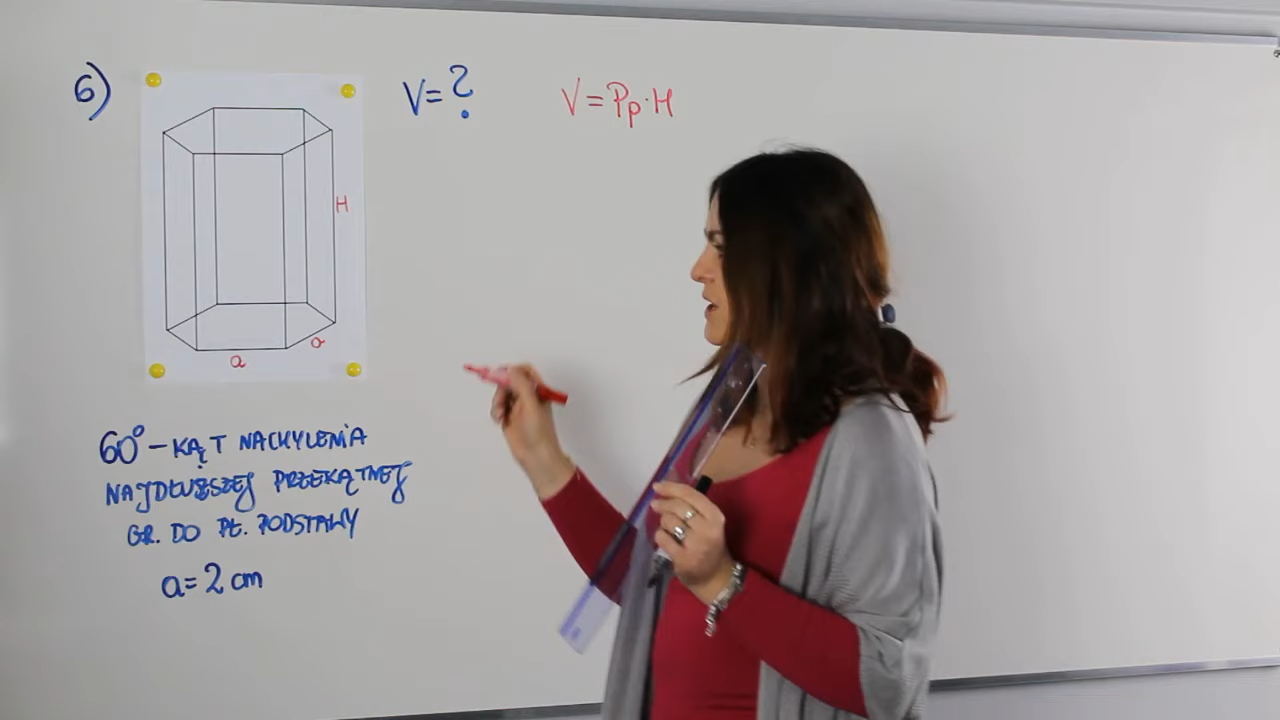 6)
V=?
V=Pp·H
H
a
a
60° – KĄT NACHYLENIA
NAJDŁUŻSZEJ PRZEKĄTNEJ
GR. DO PŁ. PODSTAWY
a=2 cm